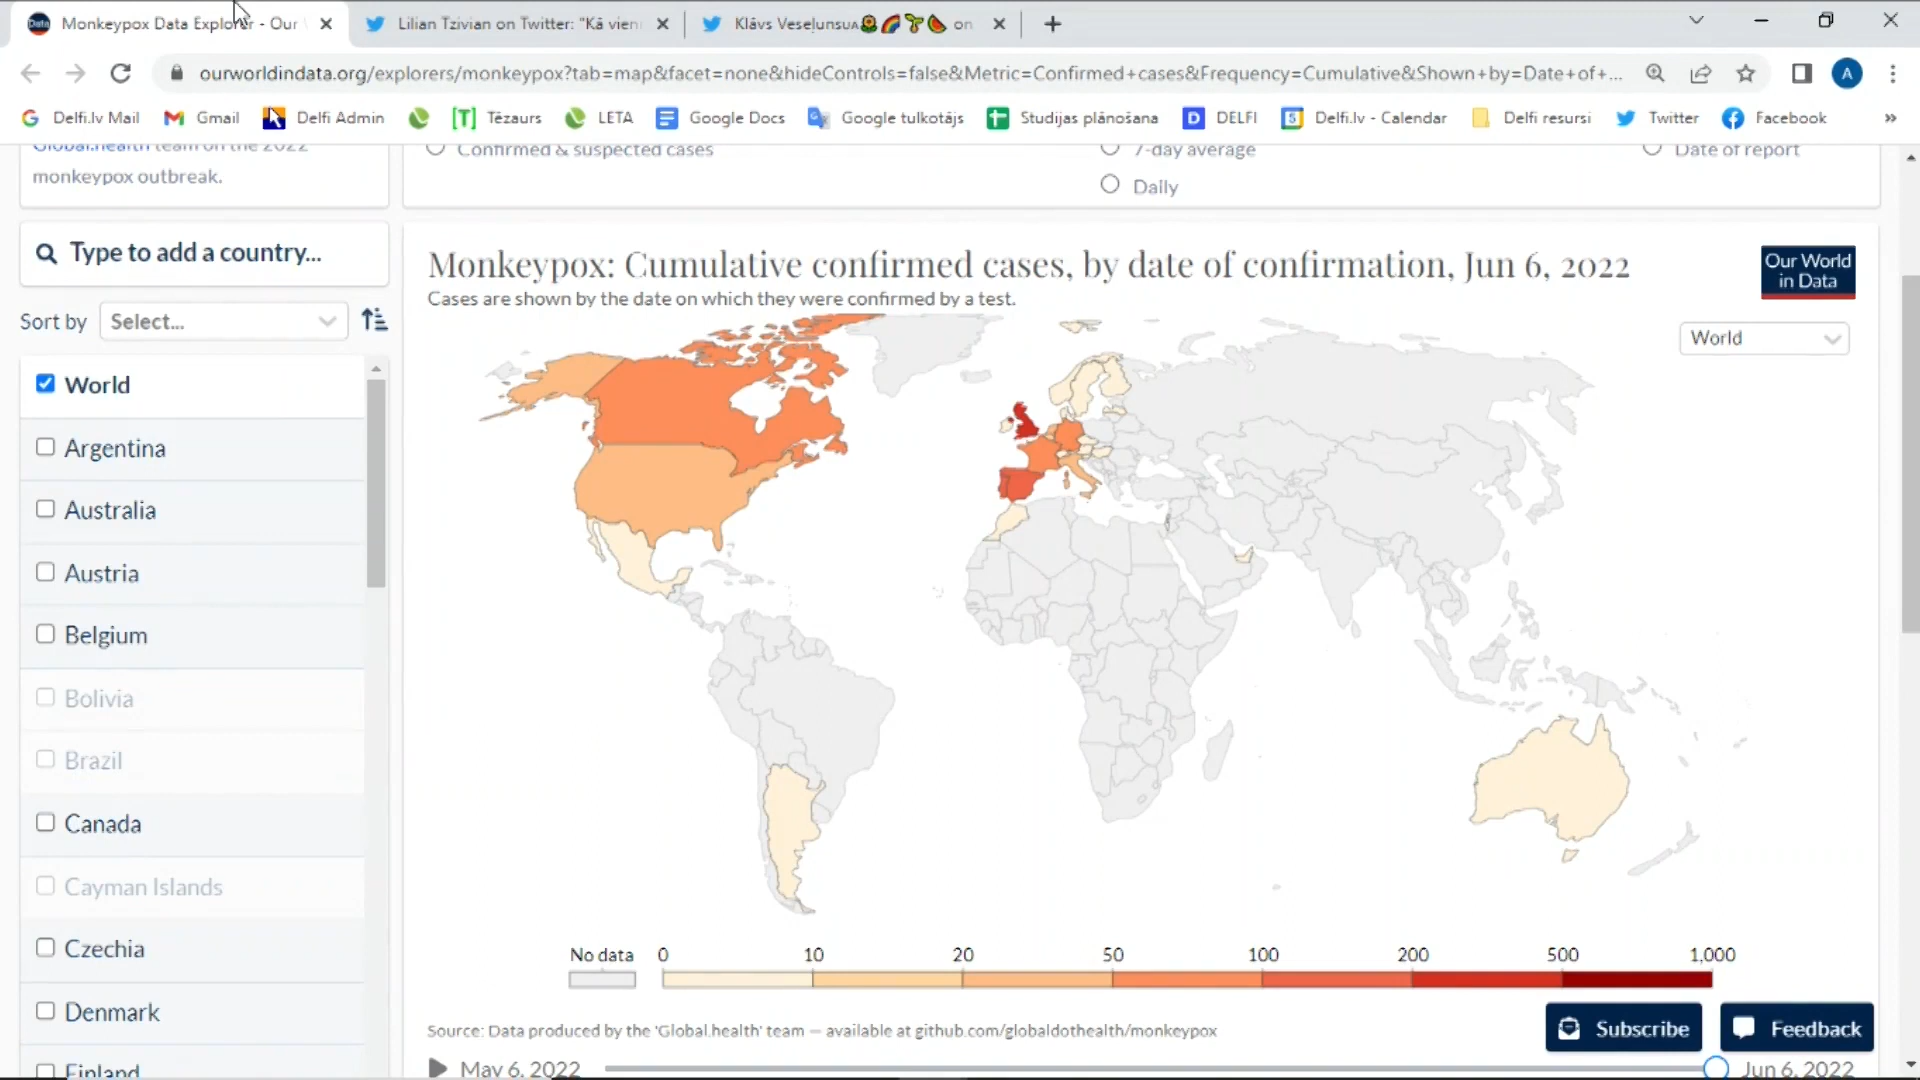 Monkeypox Data Explorer - Our
Lilian Tzivian on Twitter: "Kā vien
Klāvs Veseļunsᴜᴀ🌻🌈🌴🍉 on
ourworldindata.org/explorers/monkeypox?tab=map&facet=none&hideControls=false&Metric=Confirmed+cases&Frequency=Cumulative&Shown+by=Date+of+...
A
Delfi.lv Mail
Gmail
Delfi Admin
[T] Tēzaurs
LETA
Google Docs
Google tulkotājs
Studijas plānošana
D DELFI
Delfi.lv - Calendar
Delfi resursi
Twitter
Facebook
»
Global.health team on the 2022
monkeypox outbreak.
Confirmed & suspected cases
7-day average
Date of report
Daily
Type to add a country...
Sort by
Select...
World
Argentina
Australia
Austria
Belgium
Bolivia
Brazil
Canada
Cayman Islands
Czechia
Denmark
Finland
Monkeypox: Cumulative confirmed cases, by date of confirmation, Jun 6, 2022
Cases are shown by the date on which they were confirmed by a test.
Our World
in Data
World
No data 0 10 20 50 100 200 500 1,000
Source: Data produced by the 'Global.health' team — available at github.com/globaldothealth/monkeypox
Subscribe
Feedback
May 6, 2022
Jun 6, 2022